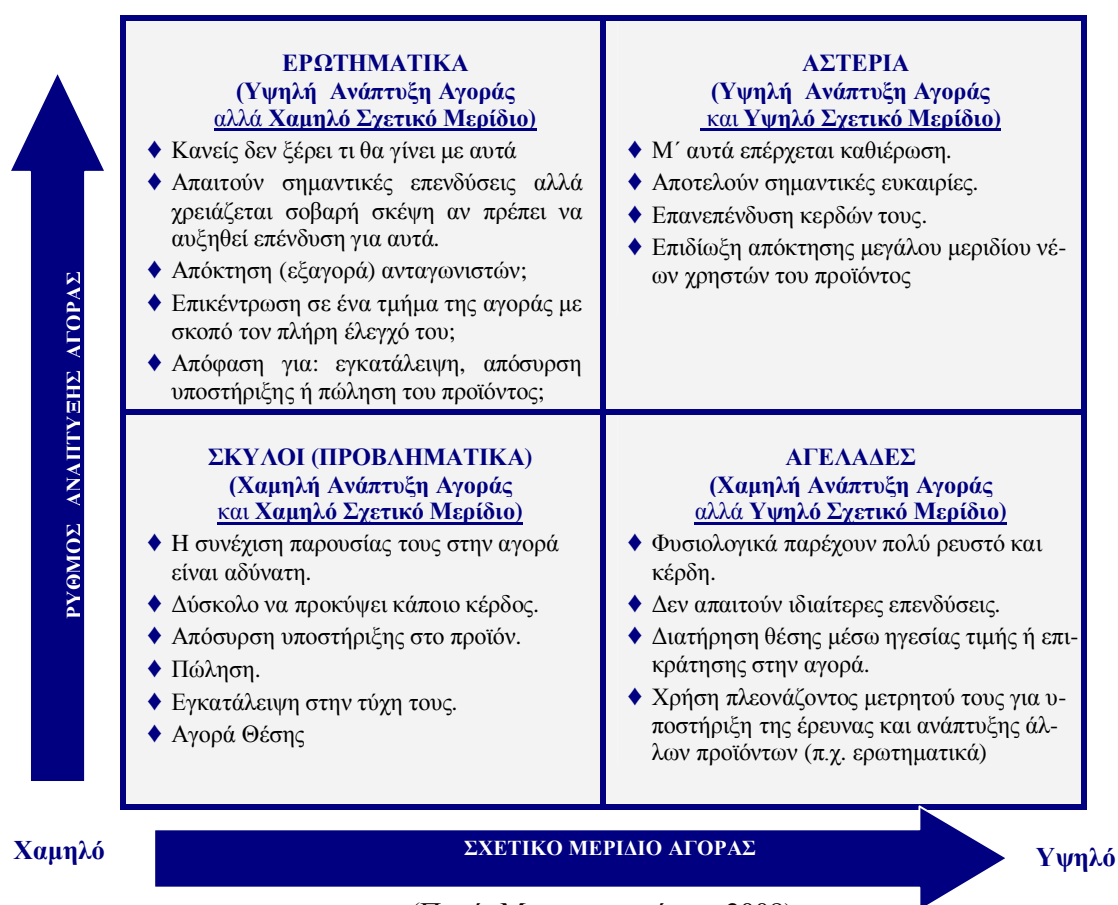 ΕΡΩΤΗΜΑΤΙΚΑ
(Υψηλή Ανάπτυξη Αγοράς
αλλά Χαμηλό Σχετικό Μερίδιο)
♦ Κανείς δεν ξέρει τι θα γίνει με αυτά
♦ Απαιτούν σημαντικές επενδύσεις αλλά
χρειάζεται σοβαρή σκέψη αν πρέπει να
αυξηθεί επένδυση για αυτά.
♦ Απόκτηση (εξαγορά) ανταγωνιστών;
♦ Επικέντρωση σε ένα τμήμα της αγοράς με
σκοπό τον πλήρη έλεγχό του;
♦ Απόφαση για: εγκατάλειψη, απόσυρση
υποστήριξης ή πώληση του προϊόντος;
ΑΣΤΕΡΙΑ
(Υψηλή Ανάπτυξη Αγοράς
και Υψηλό Σχετικό Μερίδιο)
♦ Μ΄ αυτά επέρχεται καθιέρωση.
♦ Αποτελούν σημαντικές ευκαιρίες.
♦ Επανεπένδυση κερδών τους.
♦ Επιδίωξη απόκτησης μεγάλου μεριδίου νέ-
ων χρηστών του προϊόντος
ΡΥΘΜΟΣ ΑΝΑΠΤΥΞΗΣ ΑΓΟΡΑΣ
ΣΚΥΛΟΙ (ΠΡΟΒΛΗΜΑΤΙΚΑ)
(Χαμηλή Ανάπτυξη Αγοράς
και Χαμηλό Σχετικό Μερίδιο)
♦ Η συνέχιση παρουσίας τους στην αγορά
είναι αδύνατη.
♦ Δύσκολο να προκύψει κάποιο κέρδος.
♦ Απόσυρση υποστήριξης στο προϊόν.
♦ Πώληση.
♦ Εγκατάλειψη στην τύχη τους.
♦ Αγορά Θέσης
ΑΓΕΛΑΔΕΣ
(Χαμηλή Ανάπτυξη Αγοράς
αλλά Υψηλό Σχετικό Μερίδιο)
♦ Φυσιολογικά παρέχουν πολύ ρευστό και
κέρδη.
♦ Δεν απαιτούν ιδιαίτερες επενδύσεις.
♦ Διατήρηση θέσης μέσω ηγεσίας τιμής ή επι-
κράτησης στην αγορά.
♦ Χρήση πλεονάζοντος μετρητού τους για υ-
ποστήριξη της έρευνας και ανάπτυξης άλ-
λων προϊόντων (π.χ. ερωτηματικά)
Χαμηλό
ΣΧΕΤΙΚΟ ΜΕΡΙΔΙΟ ΑΓΟΡΑΣ
Υψηλό